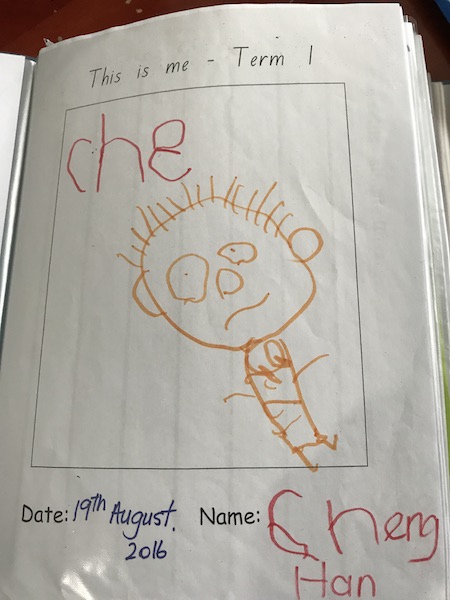 This is me - Term 1
che
Date: 19th August. Name: Cheng
2016
Han